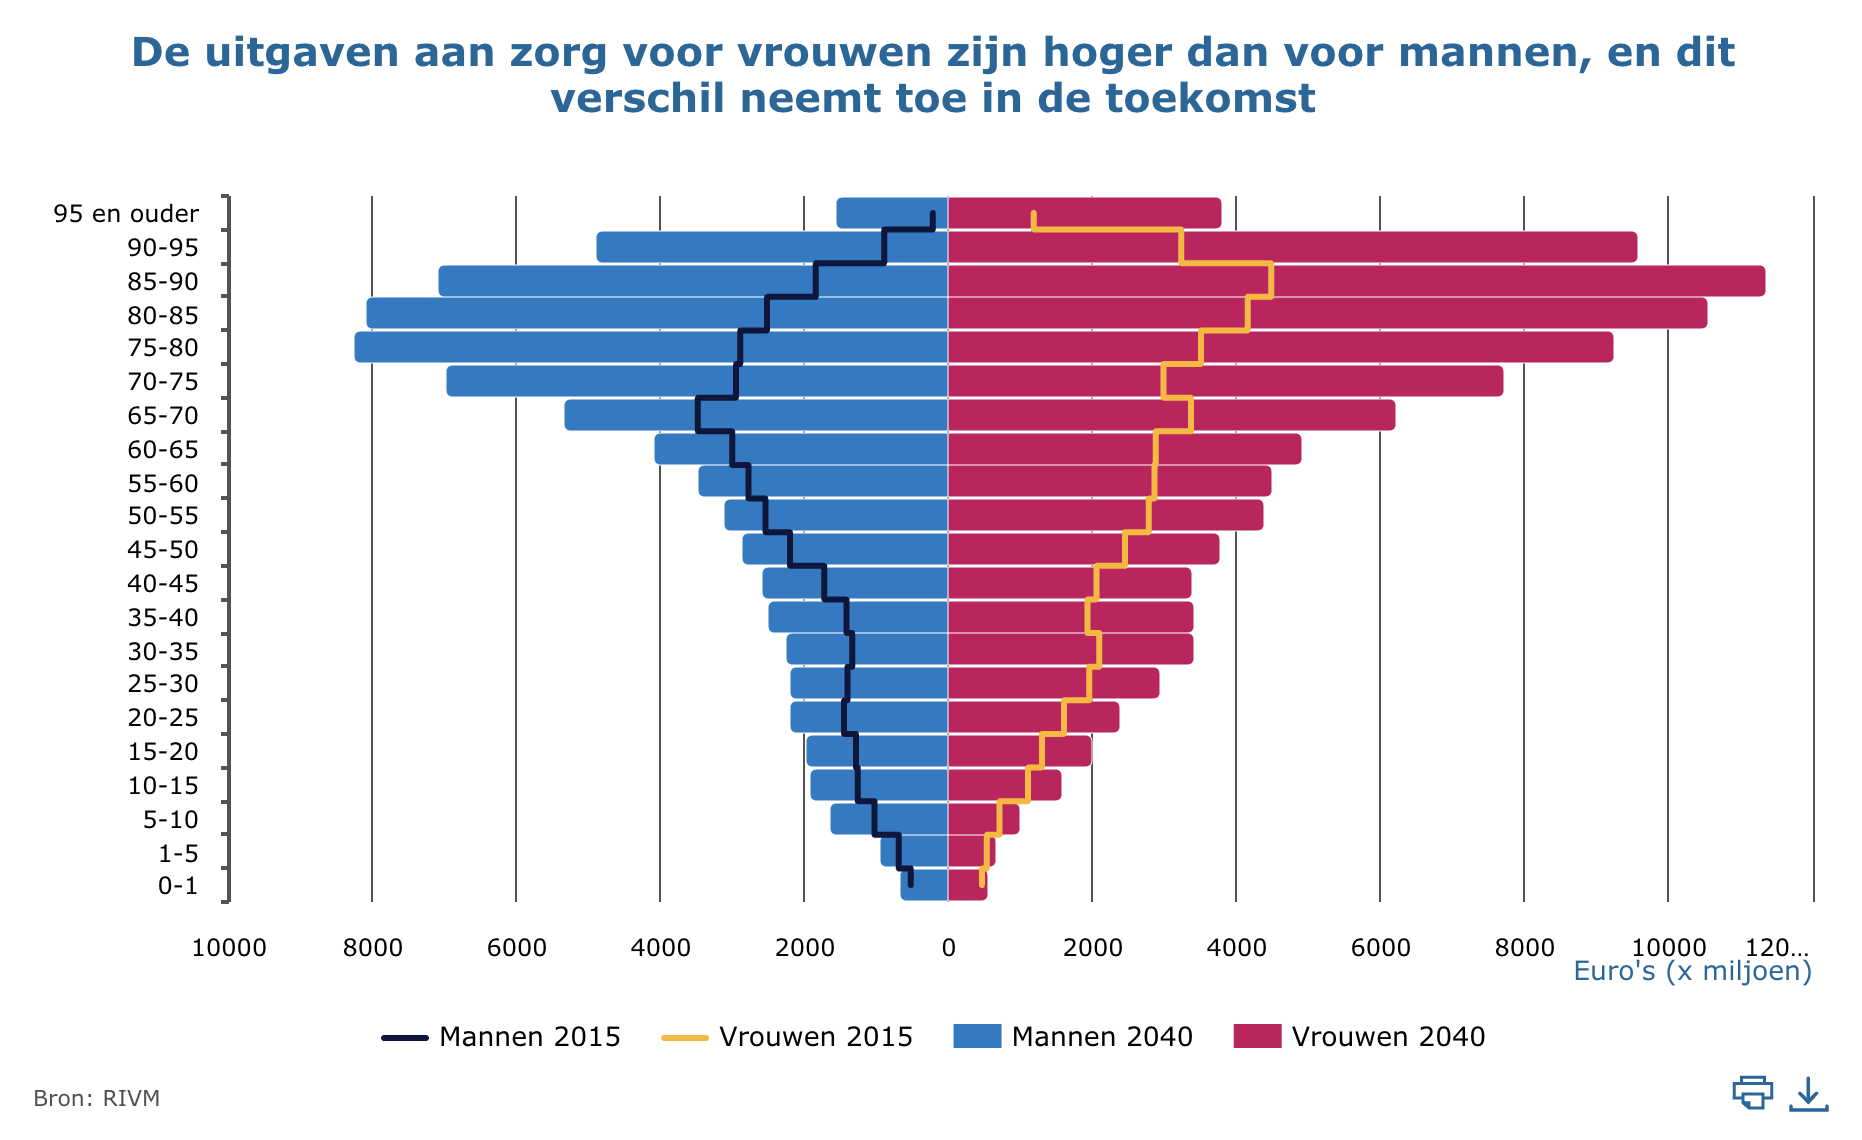 De uitgaven aan zorg voor vrouwen zijn hoger dan voor mannen, en dit
verschil neemt toe in de toekomst
95 en ouder
90-95
85-90
80-85
75-80
70-75
65-70
60-65
55-60
50-55
45-50
40-45
35-40
30-35
25-30
20-25
15-20
10-15
5-10
1-5
0-1
10000 8000 6000 4000 2000 0 2000 4000 6000 8000 10000 120...
Euro's (x miljoen)
Mannen 2015 Vrouwen 2015 Mannen 2040 Vrouwen 2040
Bron: RIVM